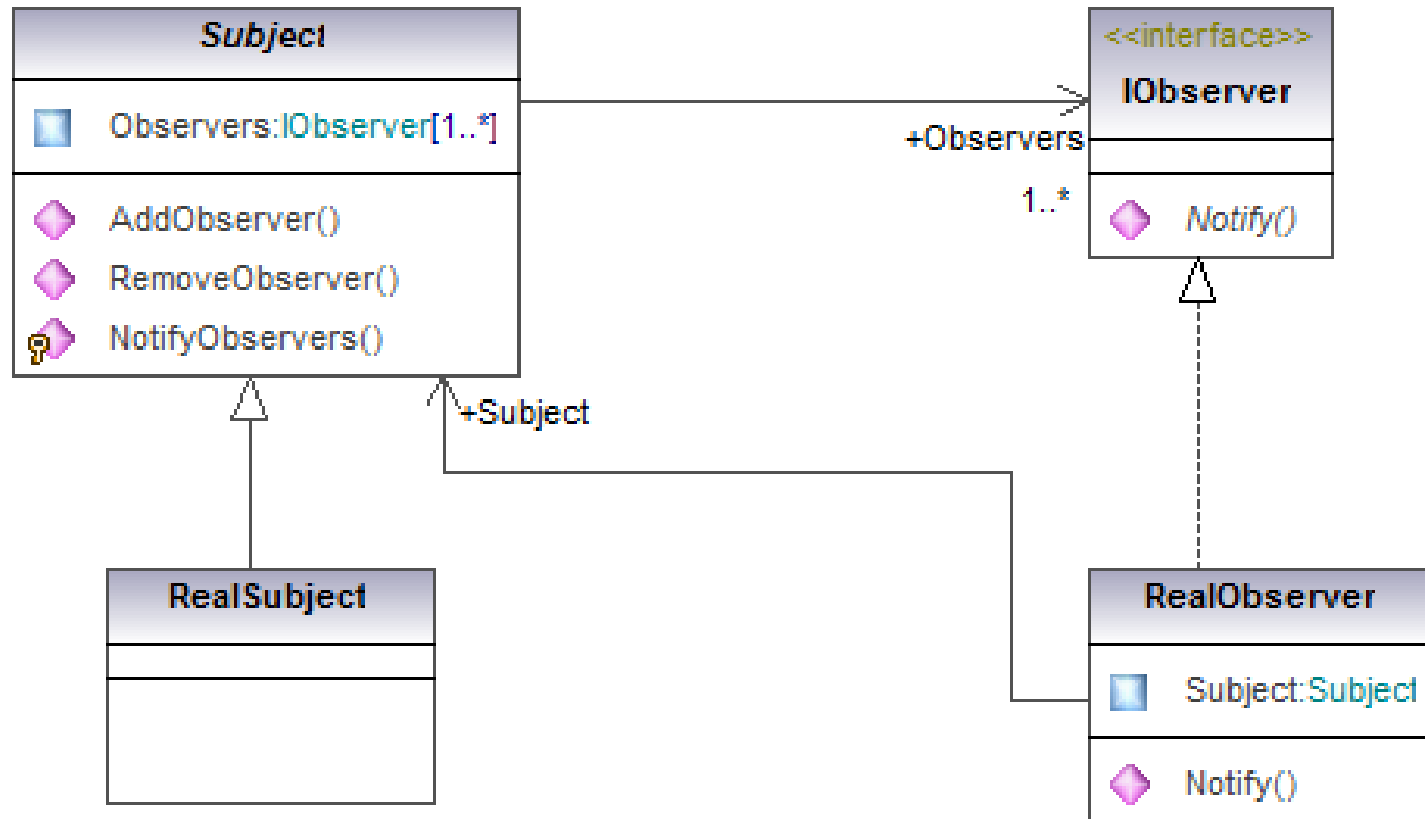 Subject
Observers:IObserver[1..*]
AddObserver()
RemoveObserver()
NotifyObservers()
<<interface>>
IObserver
Notify()
+Observers
1..*
+Subject
RealSubject
RealObserver
Subject:Subject
Notify()